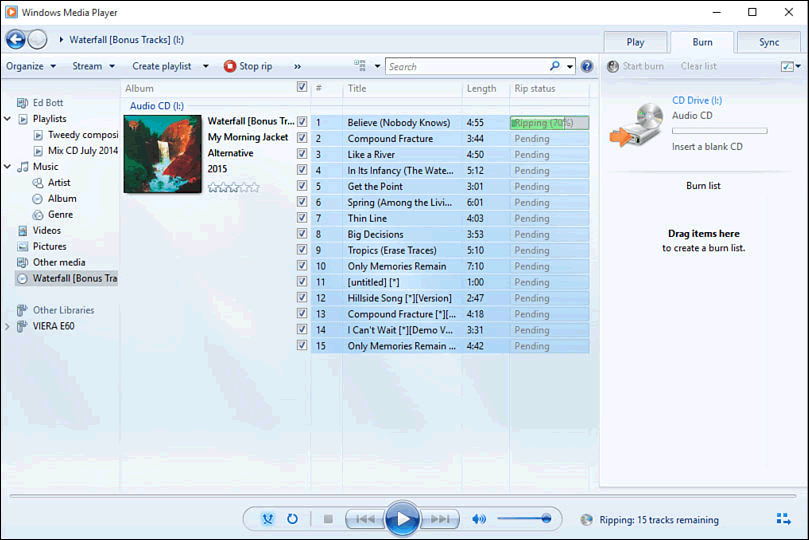 Windows Media Player
Waterfall [Bonus Tracks] (I:)
Play Burn Sync
Organize Stream Create playlist Stop rip » Search Start burn Clear list
Album # Title Length Rip status
Audio CD (I:)
Ed Bott
Playlists
Tweedy composi
Mix CD July 2014
Music
Artist
Album
Genre
Videos
Pictures
Other media
Waterfall [Bonus Tra
Other Libraries
VIERA E60
Waterfall [Bonus Tr...
My Morning Jacket
Alternative
2015
1 Believe (Nobody Knows) 4:55 Ripping (70%)
2 Compound Fracture 3:44 Pending
3 Like a River 4:50 Pending
4 In Its Infancy (The Wate... 5:12 Pending
5 Get the Point 3:01 Pending
6 Spring (Among the Livi... 6:01 Pending
7 Thin Line 4:03 Pending
8 Big Decisions 3:53 Pending
9 Tropics (Erase Traces) 5:10 Pending
10 Only Memories Remain 7:10 Pending
11 [untitled] [*] 1:00 Pending
12 Hillside Song [*][Version] 2:47 Pending
13 Compound Fracture [*][... 4:18 Pending
14 I Can't Wait [*][Demo V... 3:31 Pending
15 Only Memories Remain ... 4:42 Pending
CD Drive (I:)
Audio CD
Insert a blank CD
Burn list
Drag items here
to create a burn list.
Ripping: 15 tracks remaining